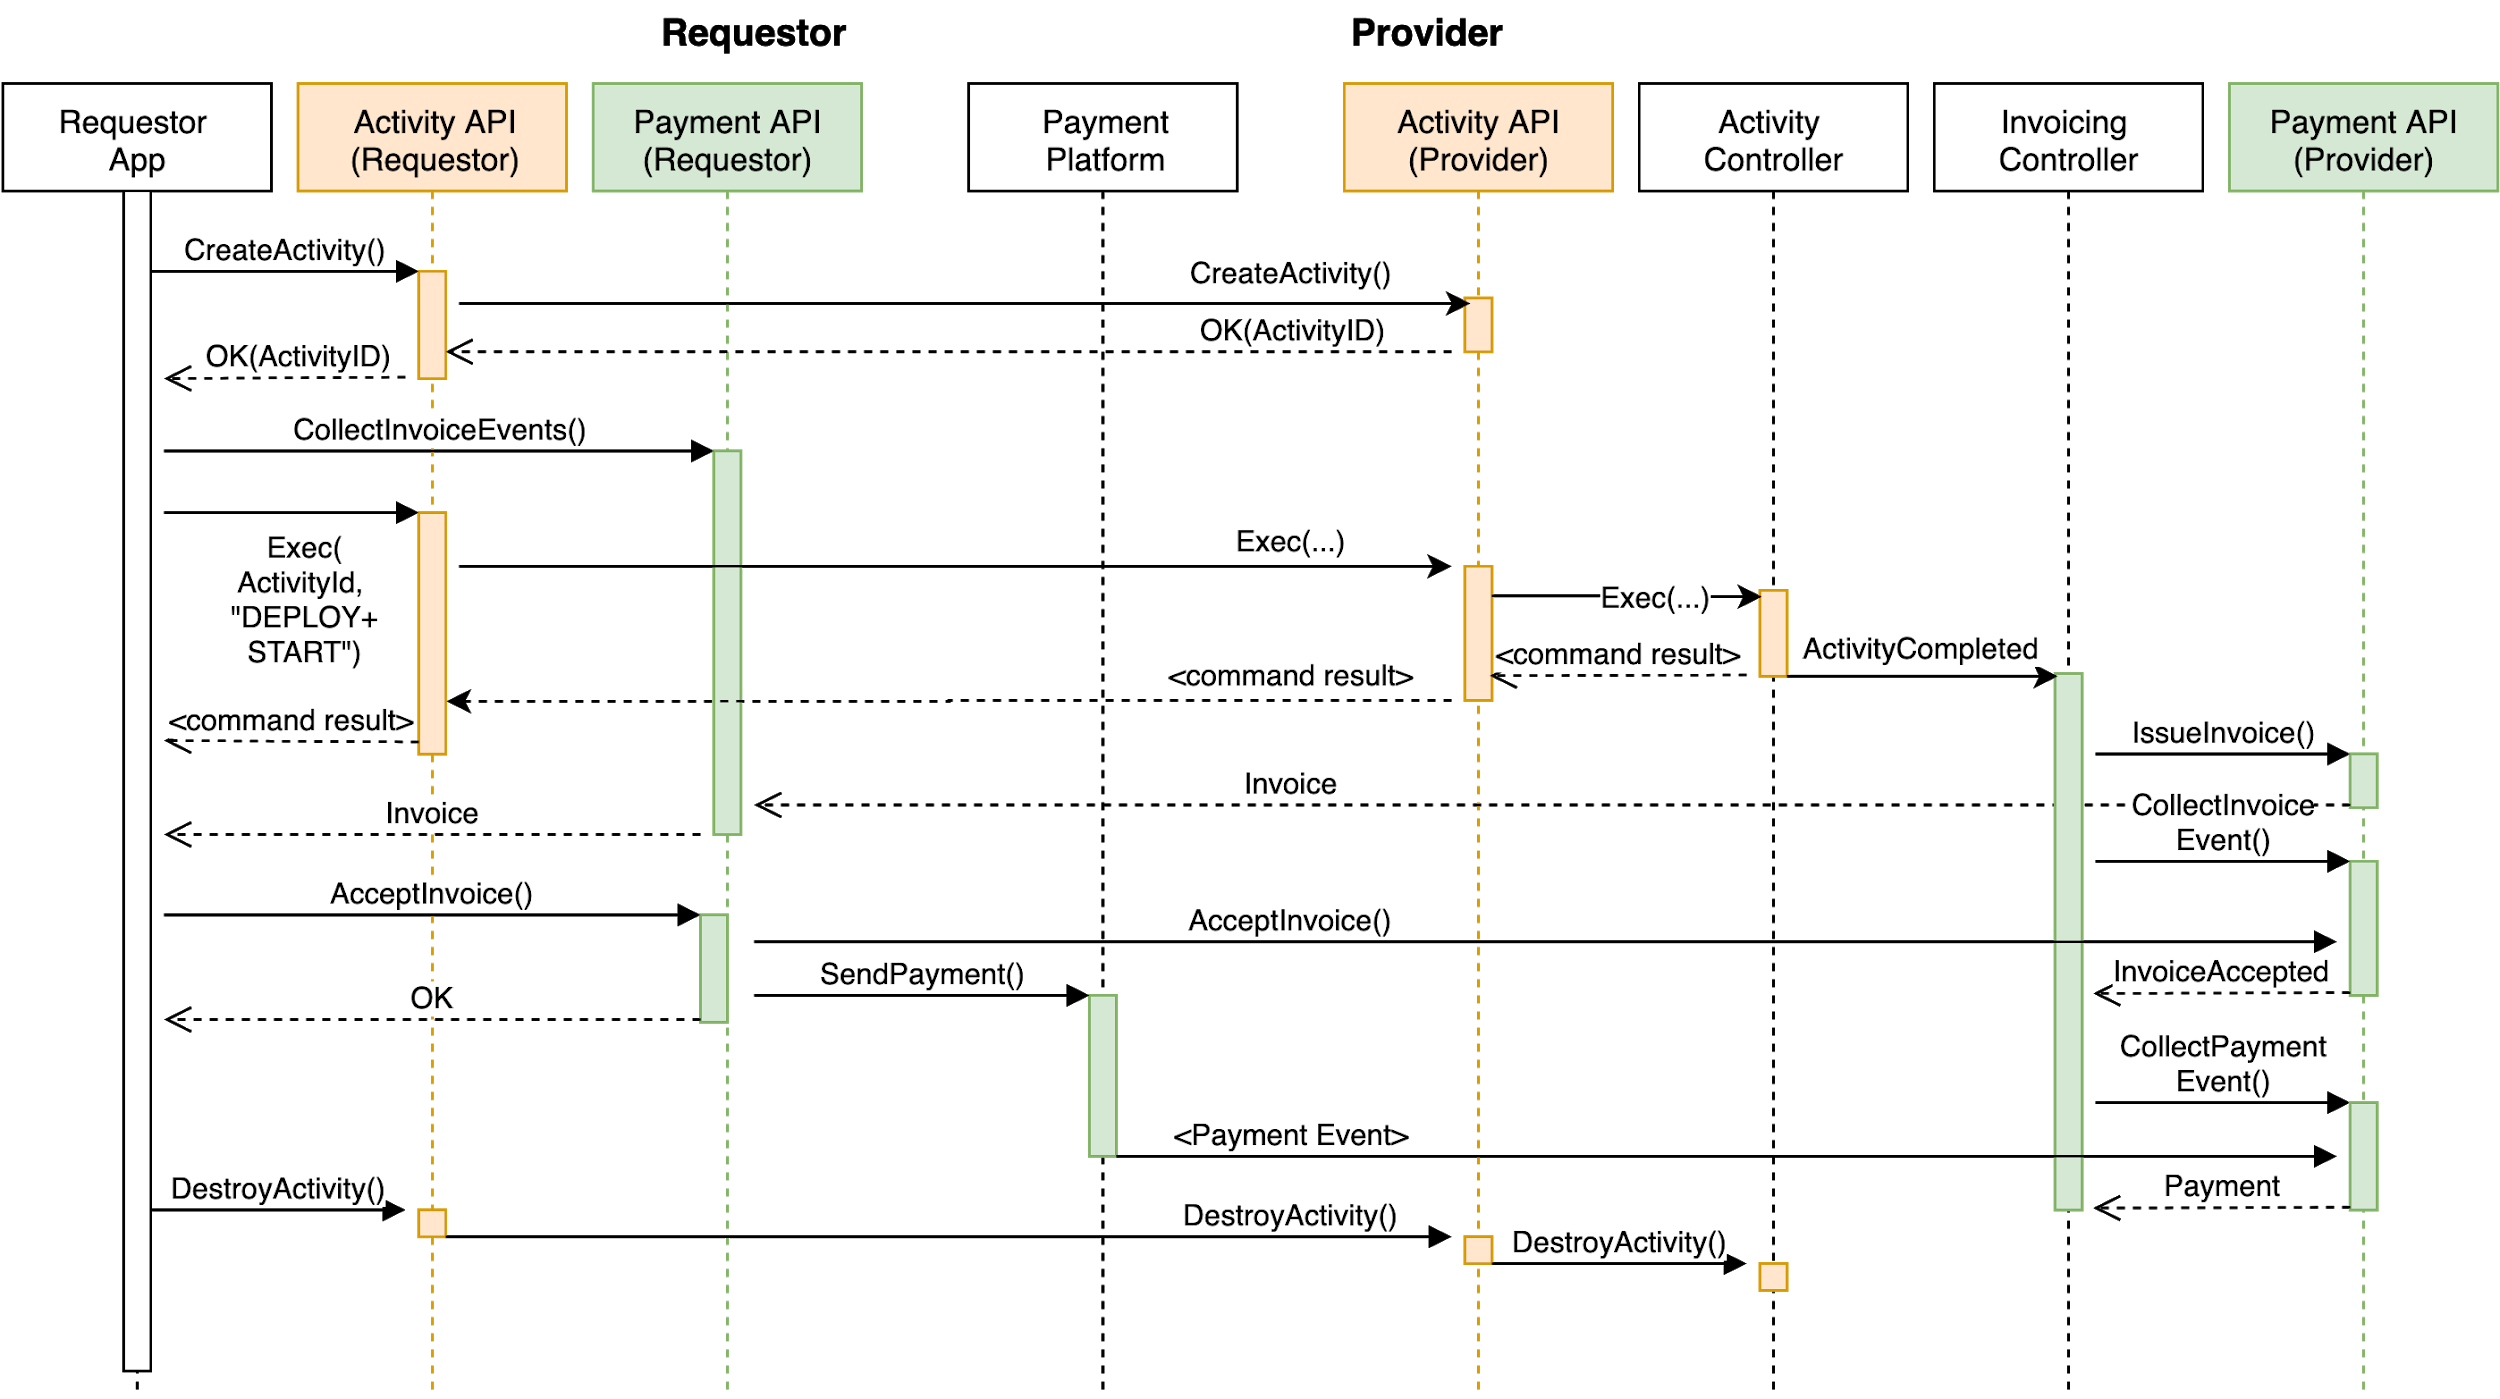 Requestor
Provider
Requestor
App
Activity API
(Requestor)
Payment API
(Requestor)
Payment
Platform
Activity API
(Provider)
Activity
Controller
Invoicing
Controller
Payment API
(Provider)
CreateActivity()
CreateActivity()
OK(ActivityID)
OK(ActivityID)
CollectInvoiceEvents()
Exec(
ActivityId,
"DEPLOY+
START")
Exec(...)
Exec(...)
<command result>
ActivityCompleted
<command result>
<command result>
IssueInvoice()
Invoice
Invoice
CollectInvoice
Event()
AcceptInvoice()
AcceptInvoice()
SendPayment()
InvoiceAccepted
OK
CollectPayment
Event()
<Payment Event>
Payment
DestroyActivity()
DestroyActivity()
DestroyActivity()